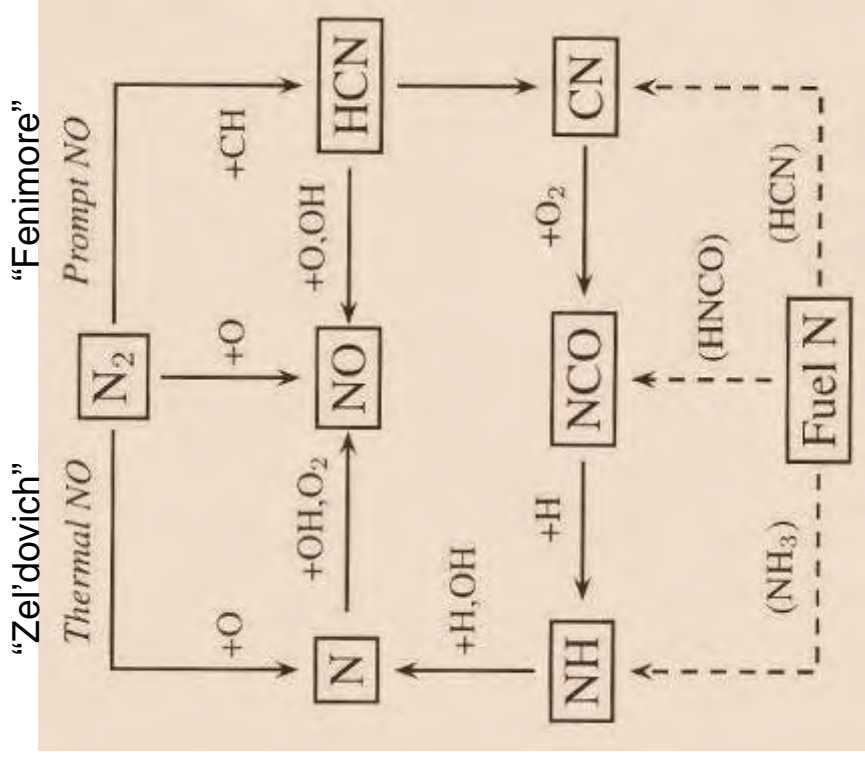 “Zel’dovich” “Fenimore”
Thermal NO Prompt NO
N₂
+O +O +CH
+OH,O₂ +O,OH
N NO HCN
+H,OH
+H +O₂
NH NCO CN
(HNCO)
(NH₃) (HCN)
Fuel N